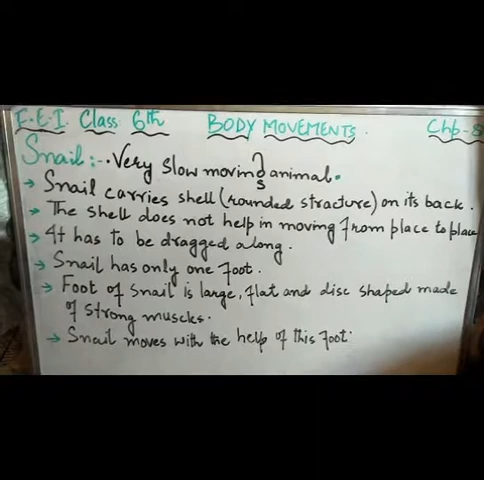 F.E.I Class 6th BODY MOVEMENTS. Chp-8
Snail:-. Very slow moving animal.
→ Snail carries shell (rounded stracture) on its back.
→ The shell does not help in moving from place to place
→ It has to be dragged along.
→ Snail has only one foot.
→ Foot of snail is large, flat and disc shaped made
of strong muscles.
→ Snail moves with the help of this foot.